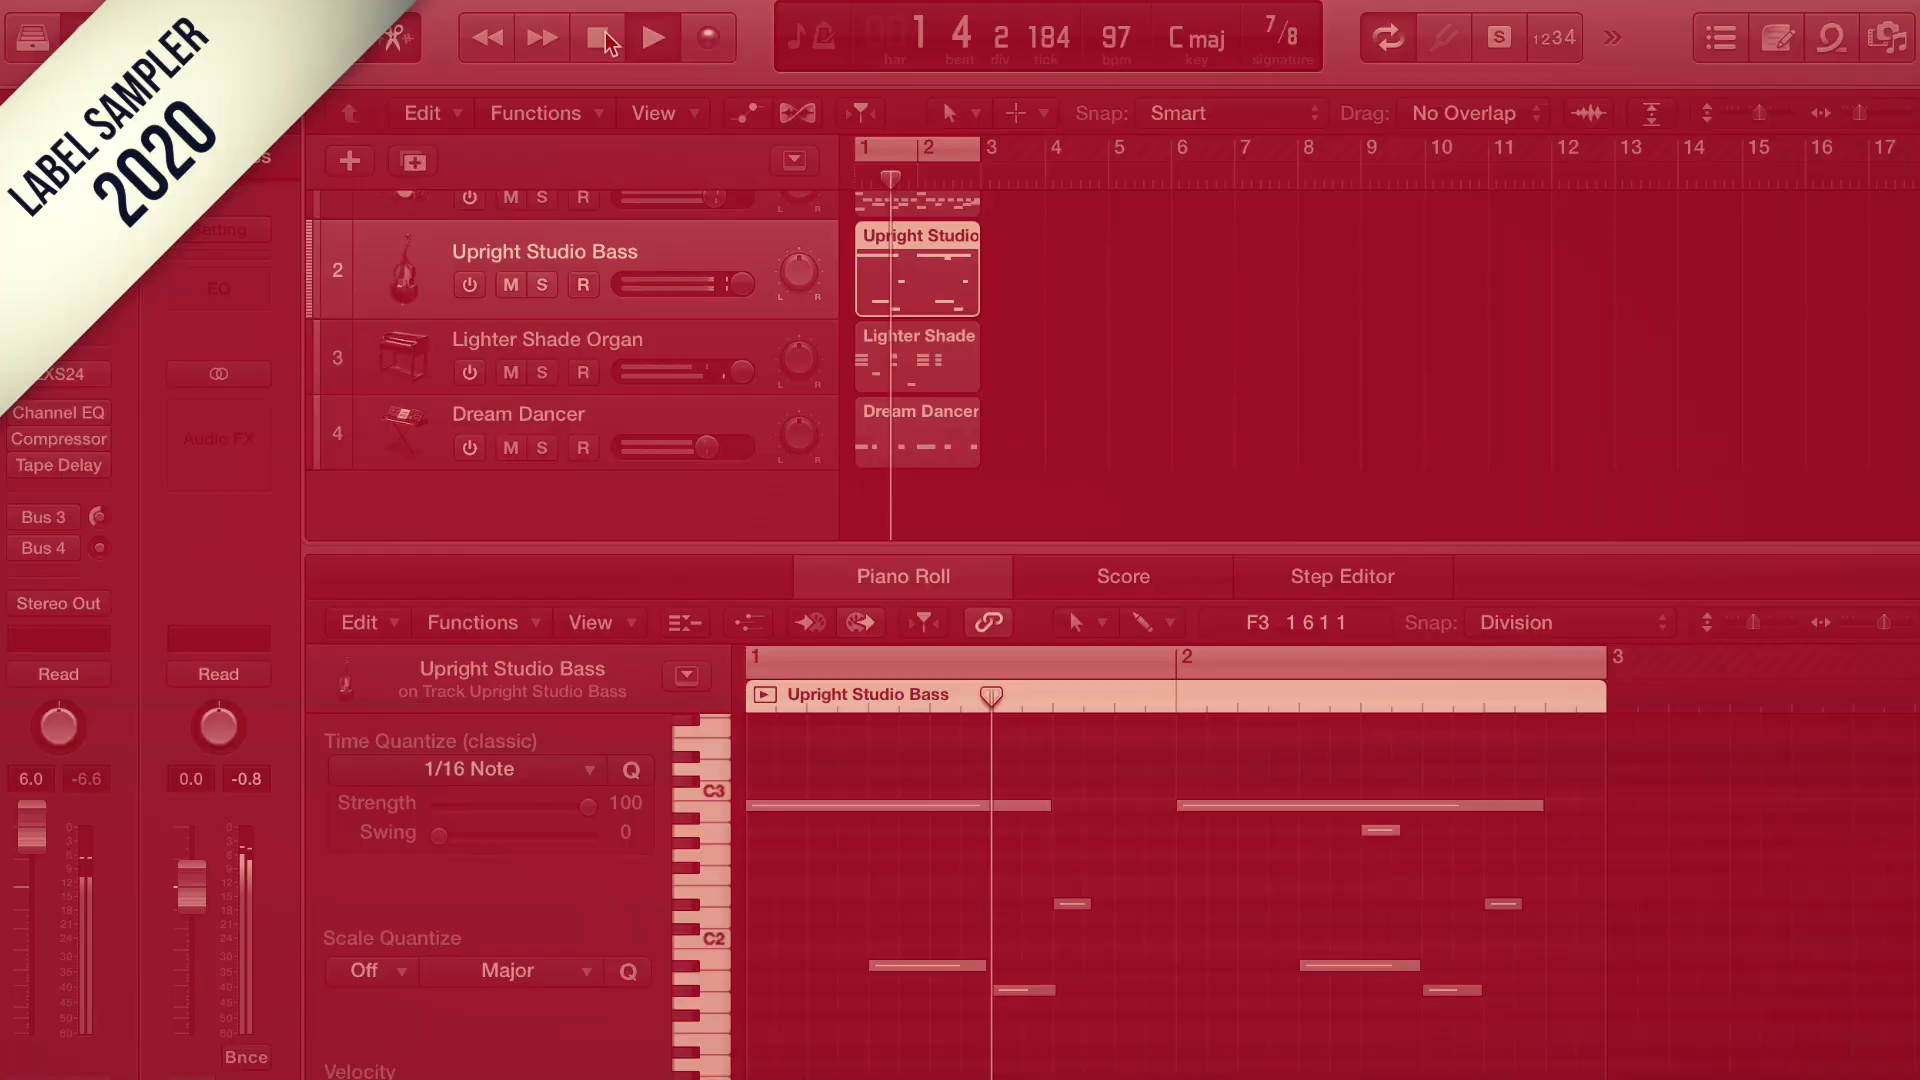 LABEL SAMPLER
2020
1 4 2 184 97 C maj 7/8
bar beat div tick bpm key signature
S 1234
Edit Functions View Snap: Smart Drag: No Overlap
1 2 3 4 5 6 7 8 9 10 11 12 13 14 15 16 17
M S R
L R
2 Upright Studio Bass
M S R
L R
Upright Studio
3 Lighter Shade Organ
M S R
L R
Lighter Shade
4 Dream Dancer
M S R
L R
Dream Dancer
Setting
EQ
Channel EQ
Compressor
Tape Delay
Audio FX
Bus 3
Bus 4
Stereo Out
Read Read
6.0 -6.6 0.0 -0.8
Bnce
Piano Roll Score Step Editor
Edit Functions View F3 1 6 1 1 Snap: Division
Upright Studio Bass
on Track Upright Studio Bass
1 2 3
Upright Studio Bass
Time Quantize (classic)
1/16 Note Q
Strength 100
Swing 0
Scale Quantize
Off Major Q
Velocity
C3
C2